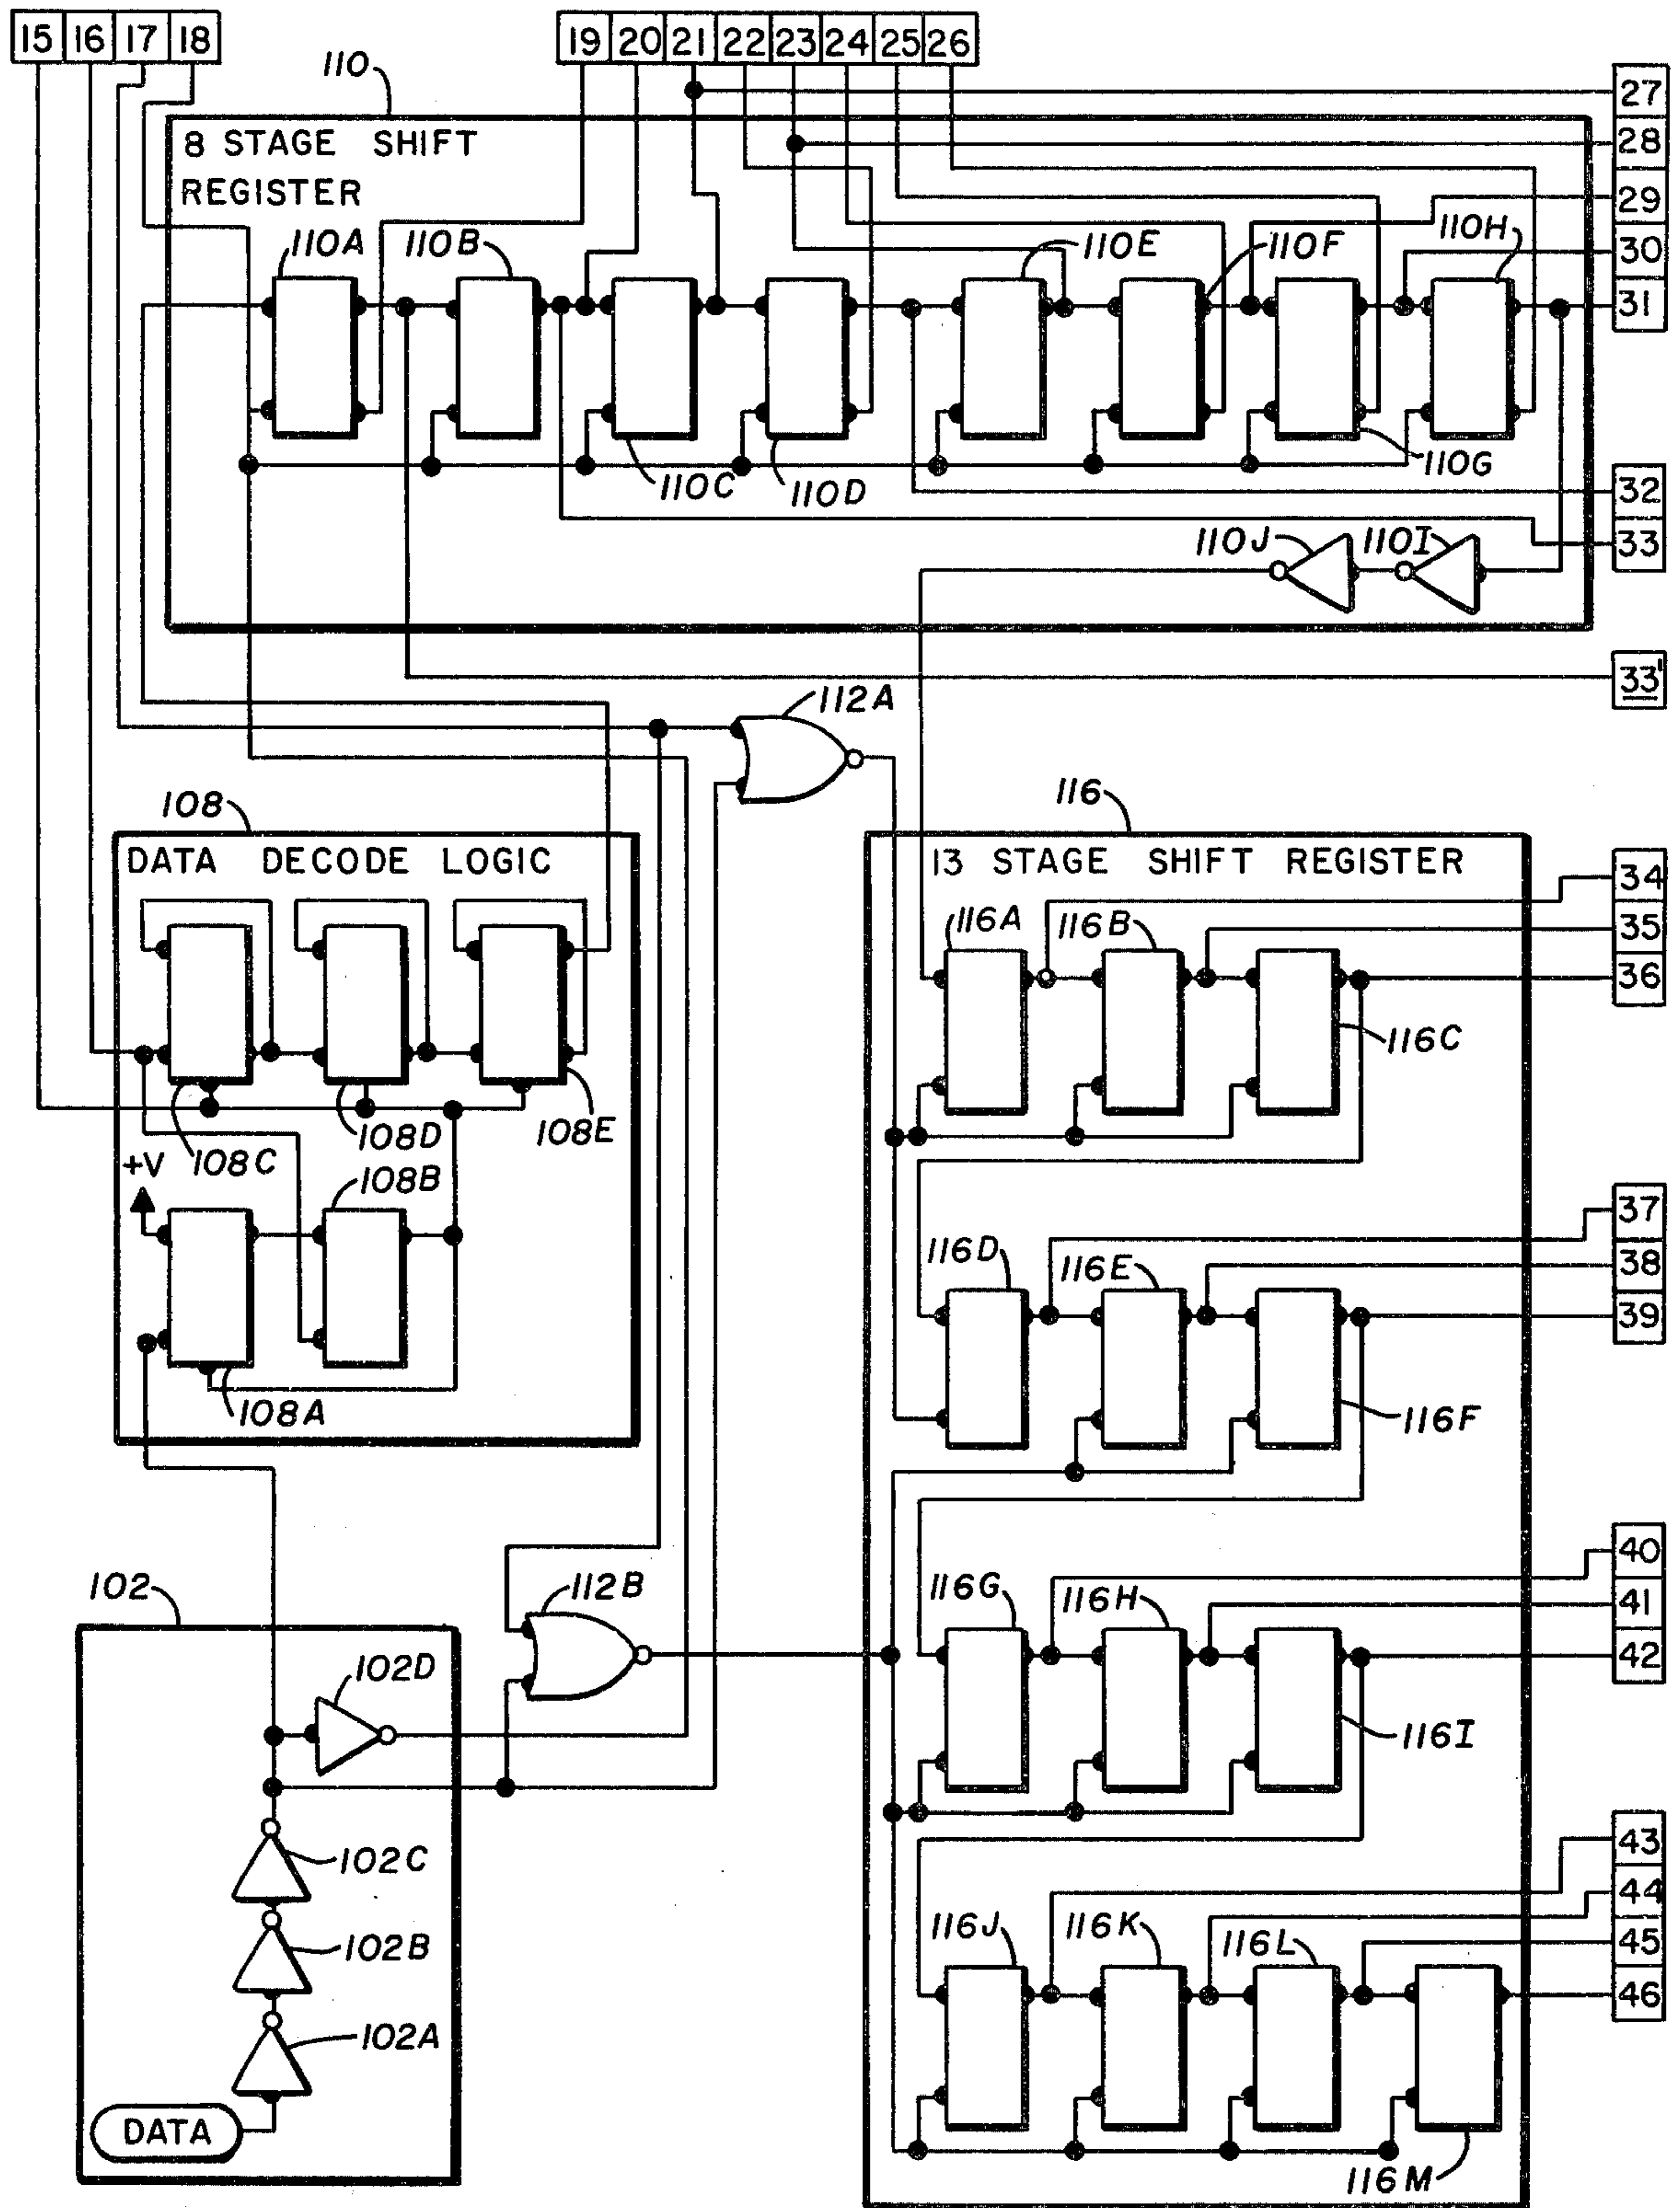 15 16 17 18
19 20 21 22 23 24 25 26
110
27
8 STAGE SHIFT
REGISTER
28
29
110A
110B
110E
110F
110H
30
31
110C
110D
110G
32
33
110J
110I
33'
112A
108
116
DATA DECODE LOGIC
13 STAGE SHIFT REGISTER
34
35
36
116A
116B
116C
108C
108D
108E
+V
108B
37
38
39
116D
116E
116F
108A
40
41
42
102
112B
116G
116H
116I
102D
43
44
45
46
102C
102B
102A
116J
116K
116L
DATA
116M